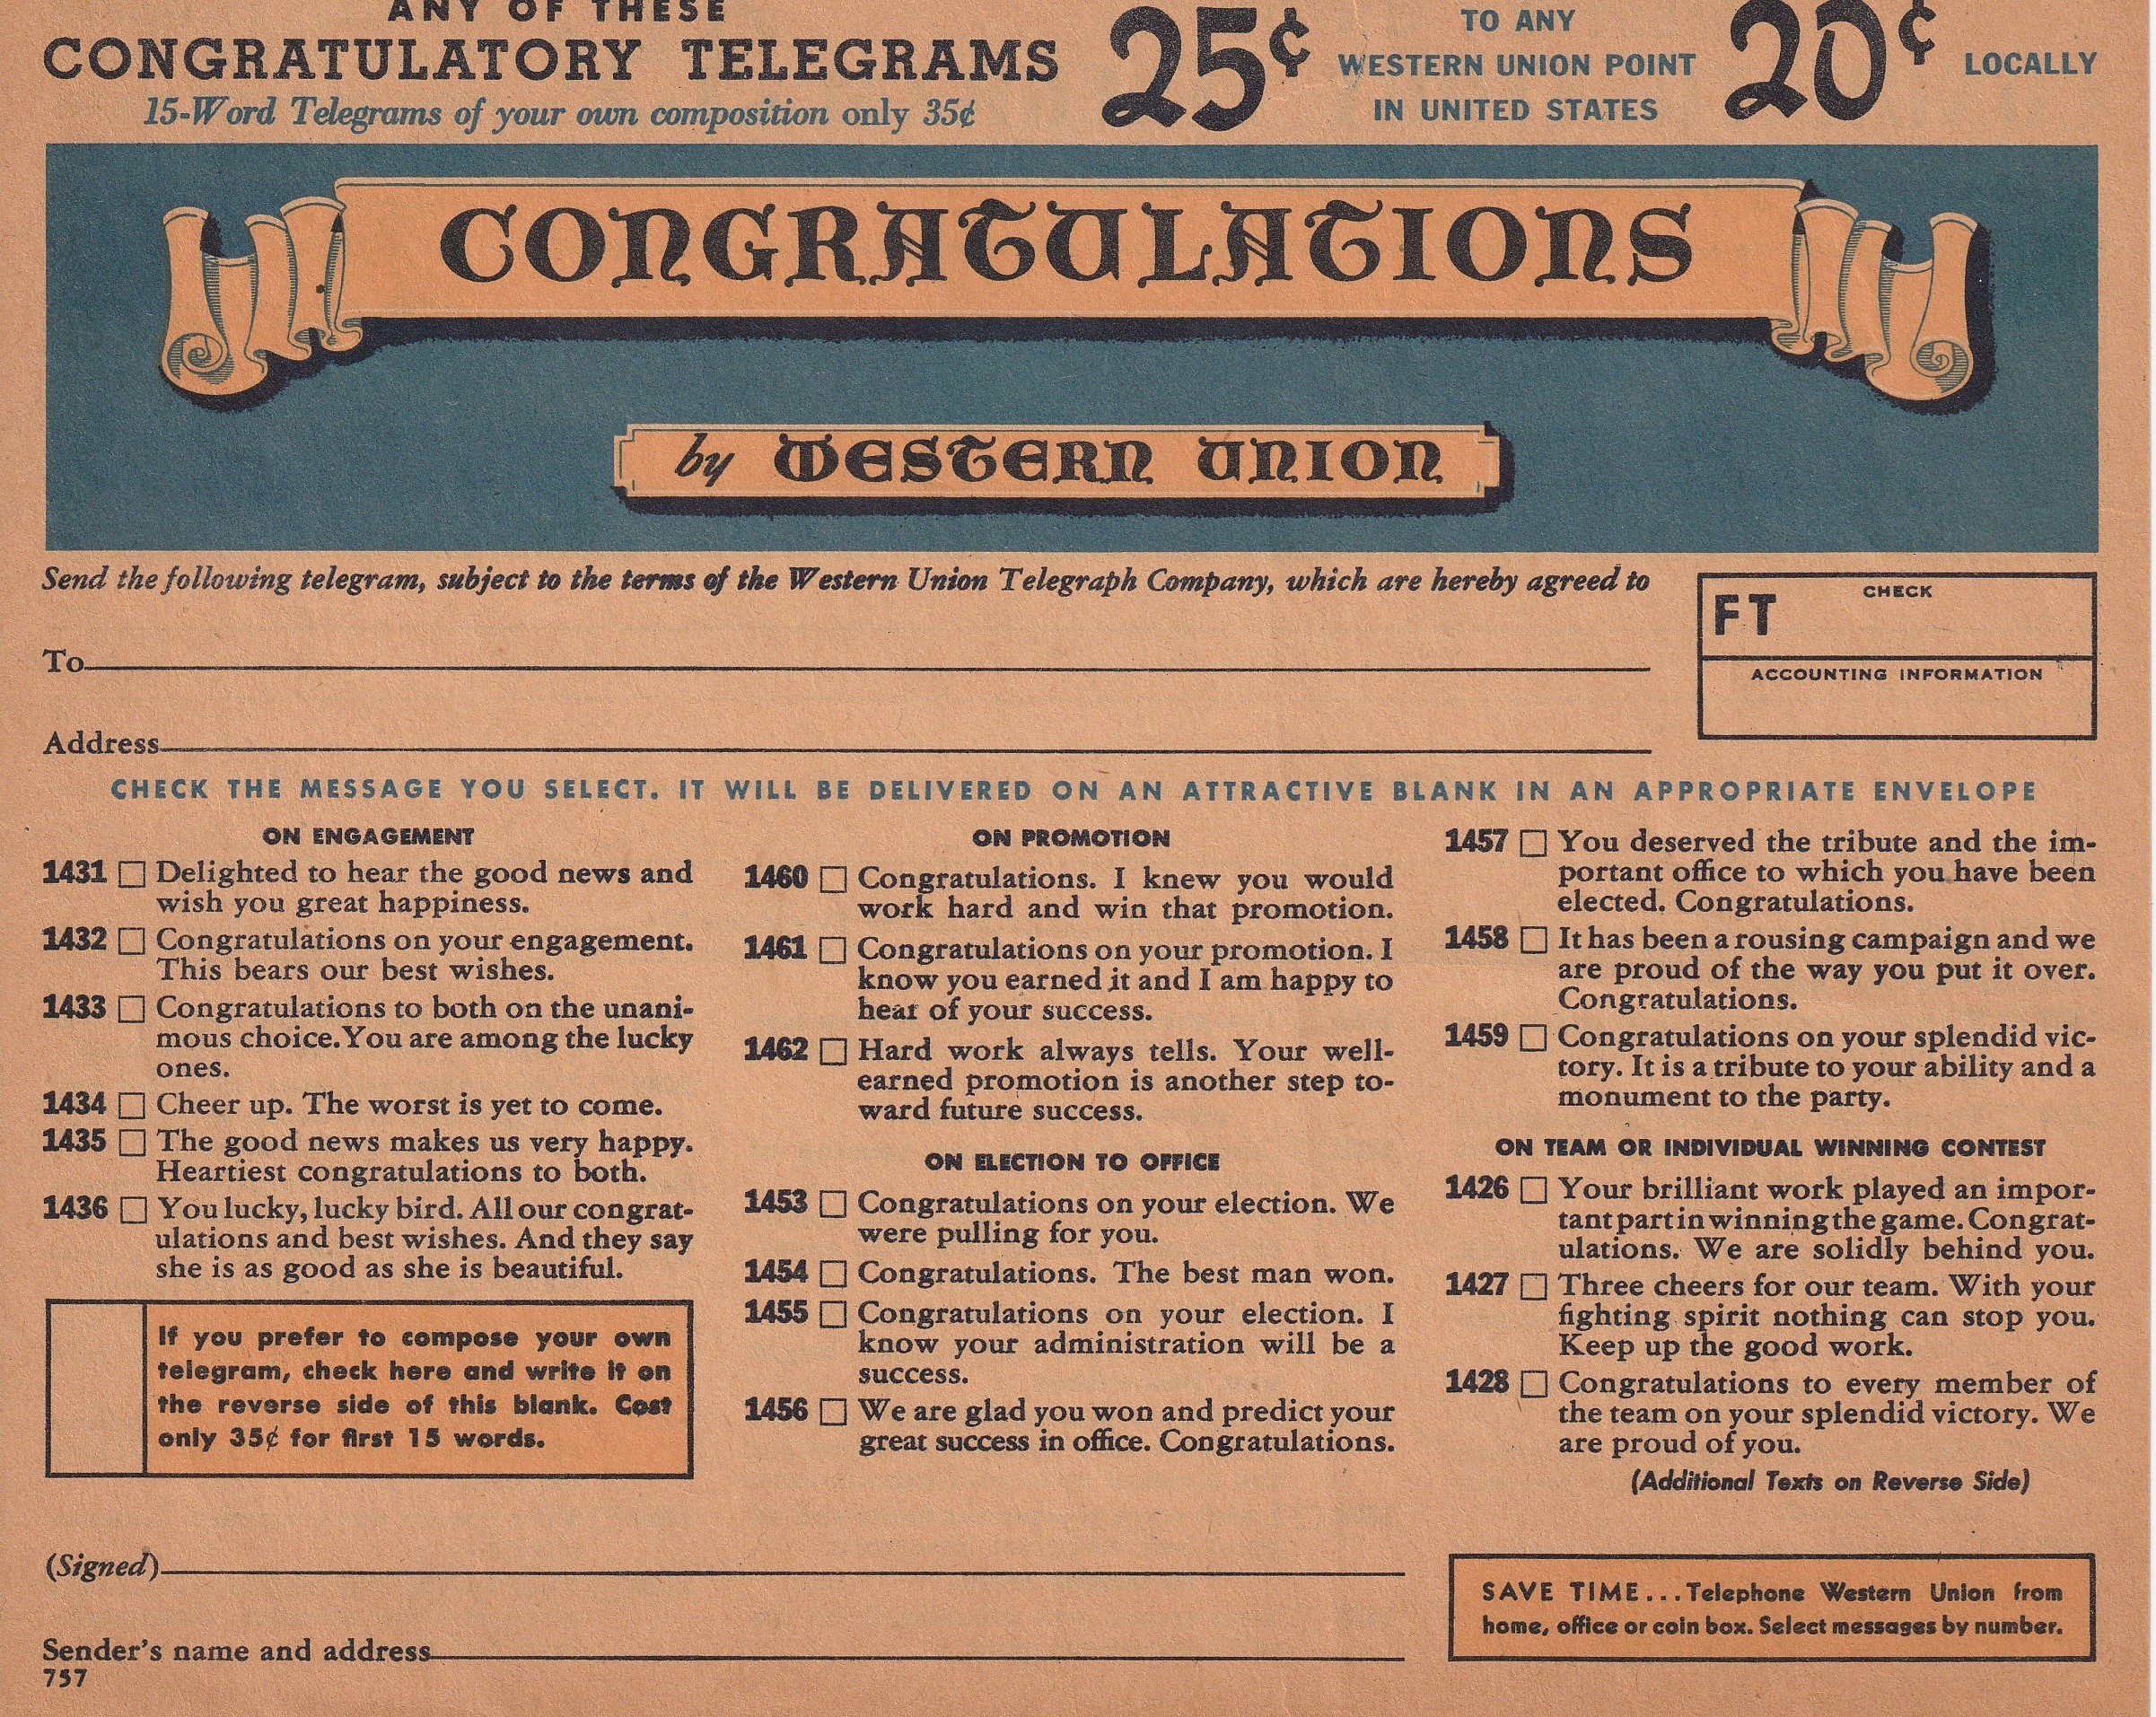 ANY OF THESE
CONGRATULATORY TELEGRAMS
15-Word Telegrams of your own composition only 35¢
25¢
TO ANY
WESTERN UNION POINT
IN UNITED STATES
20¢
LOCALLY
CONGRATULATIONS
by WESTERN UNION
Send the following telegram, subject to the terms of the Western Union Telegraph Company, which are hereby agreed to
CHECK
FT
ACCOUNTING INFORMATION
To
Address
CHECK THE MESSAGE YOU SELECT. IT WILL BE DELIVERED ON AN ATTRACTIVE BLANK IN AN APPROPRIATE ENVELOPE
ON ENGAGEMENT
1431 ☐ Delighted to hear the good news and
wish you great happiness.
1432 ☐ Congratulations on your engagement.
This bears our best wishes.
1433 ☐ Congratulations to both on the unani-
mous choice. You are among the lucky
ones.
1434 ☐ Cheer up. The worst is yet to come.
1435 ☐ The good news makes us very happy.
Heartiest congratulations to both.
1436 ☐ You lucky, lucky bird. All our congrat-
ulations and best wishes. And they say
she is as good as she is beautiful.
If you prefer to compose your own
telegram, check here and write it on
the reverse side of this blank. Cost
only 35¢ for first 15 words.
ON PROMOTION
1460 ☐ Congratulations. I knew you would
work hard and win that promotion.
1461 ☐ Congratulations on your promotion. I
know you earned it and I am happy to
hear of your success.
1462 ☐ Hard work always tells. Your well-
earned promotion is another step to-
ward future success.
ON ELECTION TO OFFICE
1453 ☐ Congratulations on your election. We
were pulling for you.
1454 ☐ Congratulations. The best man won.
1455 ☐ Congratulations on your election. I
know your administration will be a
success.
1456 ☐ We are glad you won and predict your
great success in office. Congratulations.
1457 ☐ You deserved the tribute and the im-
portant office to which you have been
elected. Congratulations.
1458 ☐ It has been a rousing campaign and we
are proud of the way you put it over.
Congratulations.
1459 ☐ Congratulations on your splendid vic-
tory. It is a tribute to your ability and a
monument to the party.
ON TEAM OR INDIVIDUAL WINNING CONTEST
1426 ☐ Your brilliant work played an impor-
tant part in winning the game. Congrat-
ulations. We are solidly behind you.
1427 ☐ Three cheers for our team. With your
fighting spirit nothing can stop you.
Keep up the good work.
1428 ☐ Congratulations to every member of
the team on your splendid victory. We
are proud of you.
(Additional Texts on Reverse Side)
(Signed)
Sender's name and address
757
SAVE TIME... Telephone Western Union from
home, office or coin box. Select messages by number.